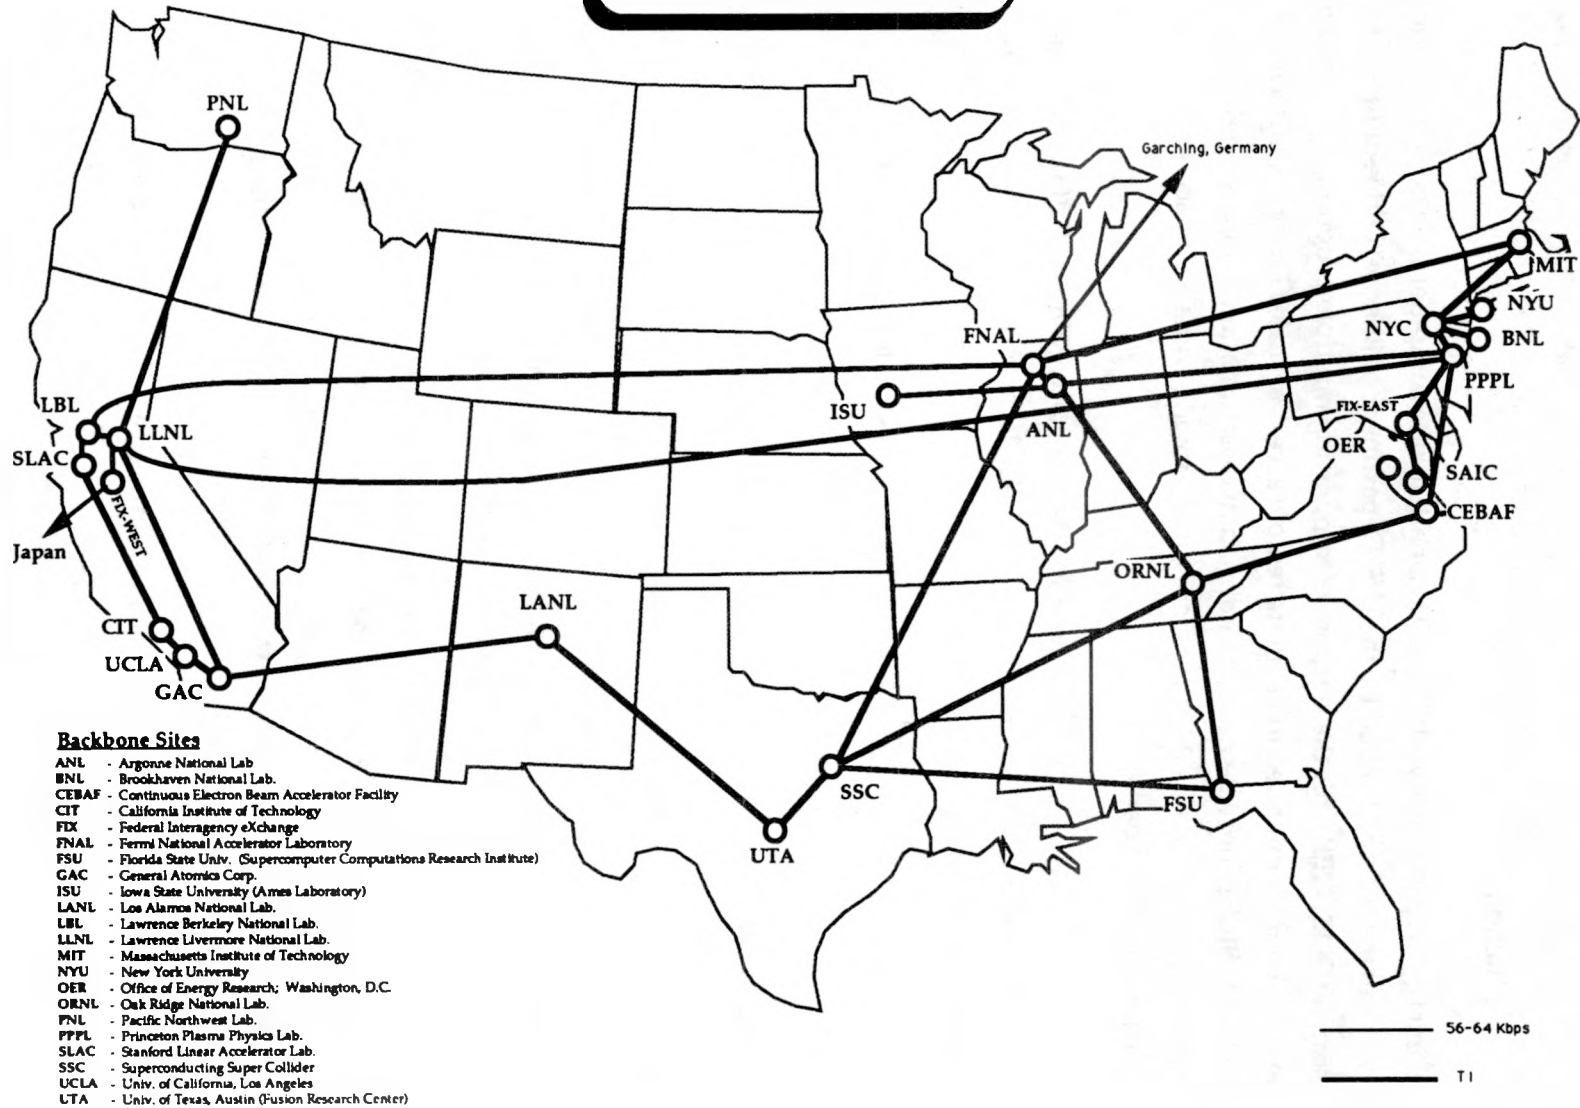 PNL
Garching, Germany
MIT
NYU
FNAL
NYC
BNL
PPPL
LBL
ISU
FIX-EAST
LLNL
ANL
OER
SLAC
SAIC
FIX-WEST
CEBAF
Japan
ORNL
LANL
CIT
UCLA
GAC
SSC
FSU
UTA
Backbone Sites
ANL - Argonne National Lab
BNL - Brookhaven National Lab.
CEBAF - Continuous Electron Beam Accelerator Facility
CIT - California Institute of Technology
FIX - Federal Interagency eXchange
FNAL - Fermi National Accelerator Laboratory
FSU - Florida State Univ. (Supercomputer Computations Research Institute)
GAC - General Atomics Corp.
ISU - Iowa State University (Ames Laboratory)
LANL - Los Alamos National Lab.
LBL - Lawrence Berkeley National Lab.
LLNL - Lawrence Livermore National Lab.
MIT - Massachusetts Institute of Technology
NYU - New York University
OER - Office of Energy Research; Washington, D.C.
ORNL - Oak Ridge National Lab.
PNL - Pacific Northwest Lab.
PPPL - Princeton Plasma Physics Lab.
SLAC - Stanford Linear Accelerator Lab.
SSC - Superconducting Super Collider
UCLA - Univ. of California, Los Angeles
UTA - Univ. of Texas, Austin (Fusion Research Center)
56-64 Kbps
T1